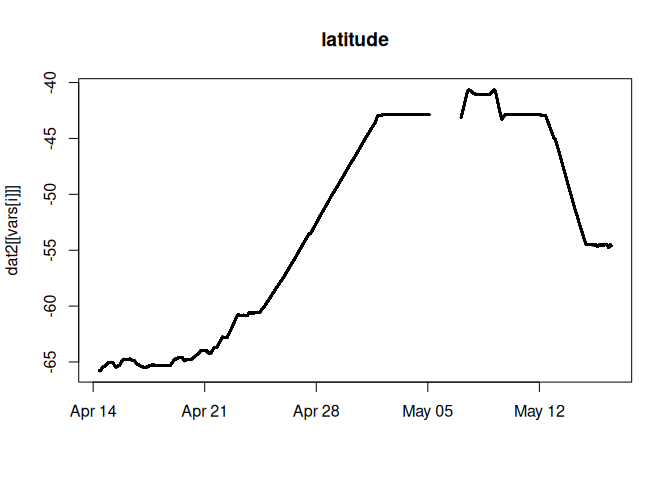 latitude
dat2[[vars[i]]]
-40
-45
-50
-55
-60
-65
Apr 14
Apr 21
Apr 28
May 05
May 12